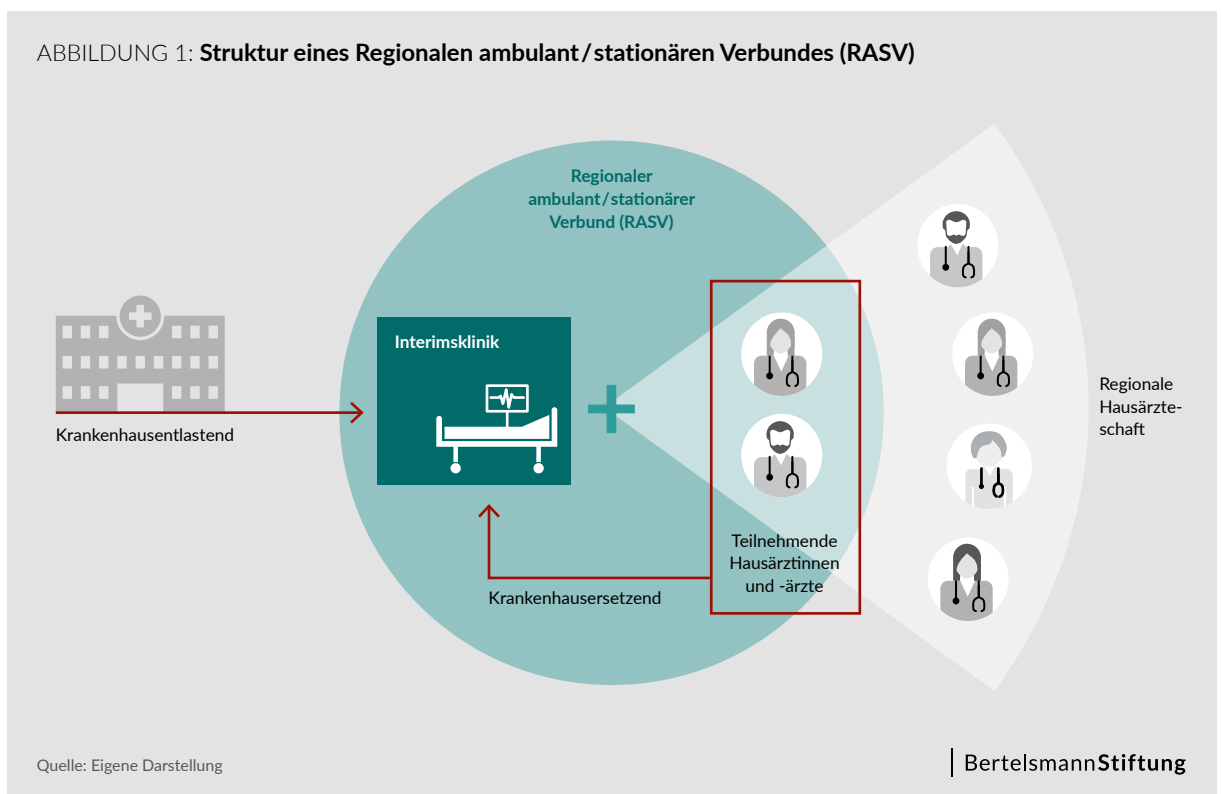 ABBILDUNG 1: Struktur eines Regionalen ambulant/stationären Verbundes (RASV)
Regionaler
ambulant/stationärer
Verbund (RASV)
Interimsklinik
Krankenhausentlastend
Regionale
Hausärzte-
schaft
Teilnehmende
Hausärztinnen
und -ärzte
Krankenhausersetzend
Quelle: Eigene Darstellung
BertelsmannStiftung